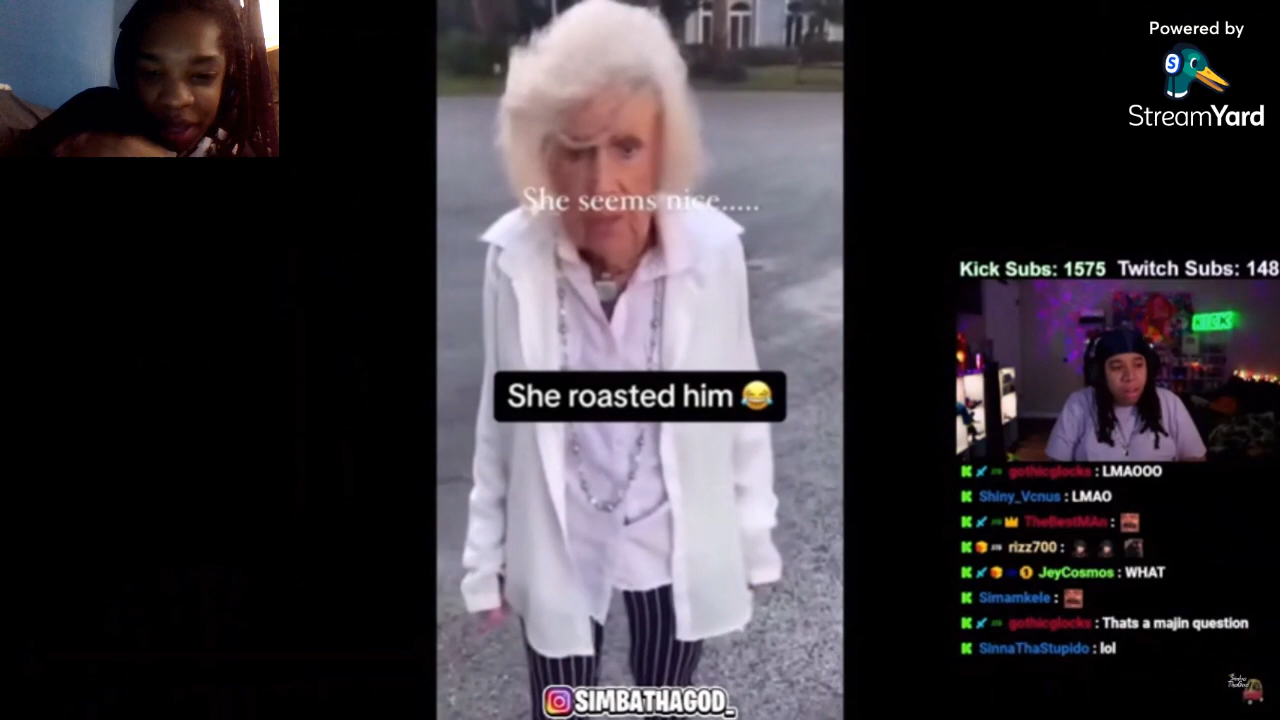 Powered by
StreamYard
She seems nice.....
Kick Subs: 1575 Twitch Subs: 148
KICK
She roasted him 😂
gothicglocks : LMAOOO
Shiny_Vcnus : LMAO
TheBestMAn :
rizz700 :
JeyCosmos : WHAT
Simamkele :
gothicglocks : Thats a majin question
SinnaThaStupido : lol
SIMBATHAGOD_